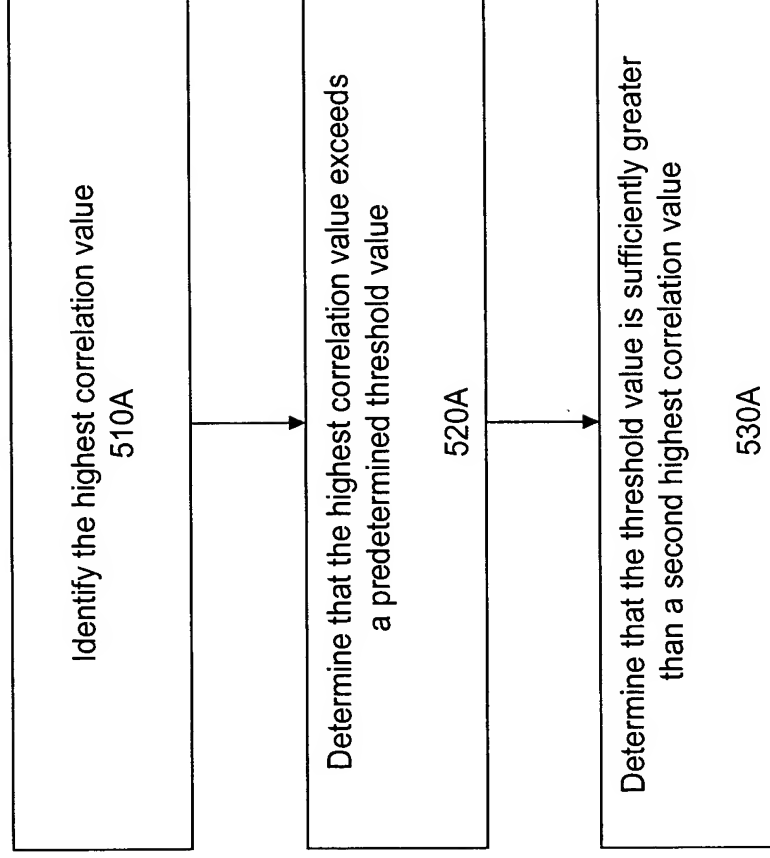 Identify the highest correlation value
510A
Determine that the highest correlation value exceeds
a predetermined threshold value
520A
Determine that the threshold value is sufficiently greater
than a second highest correlation value
530A